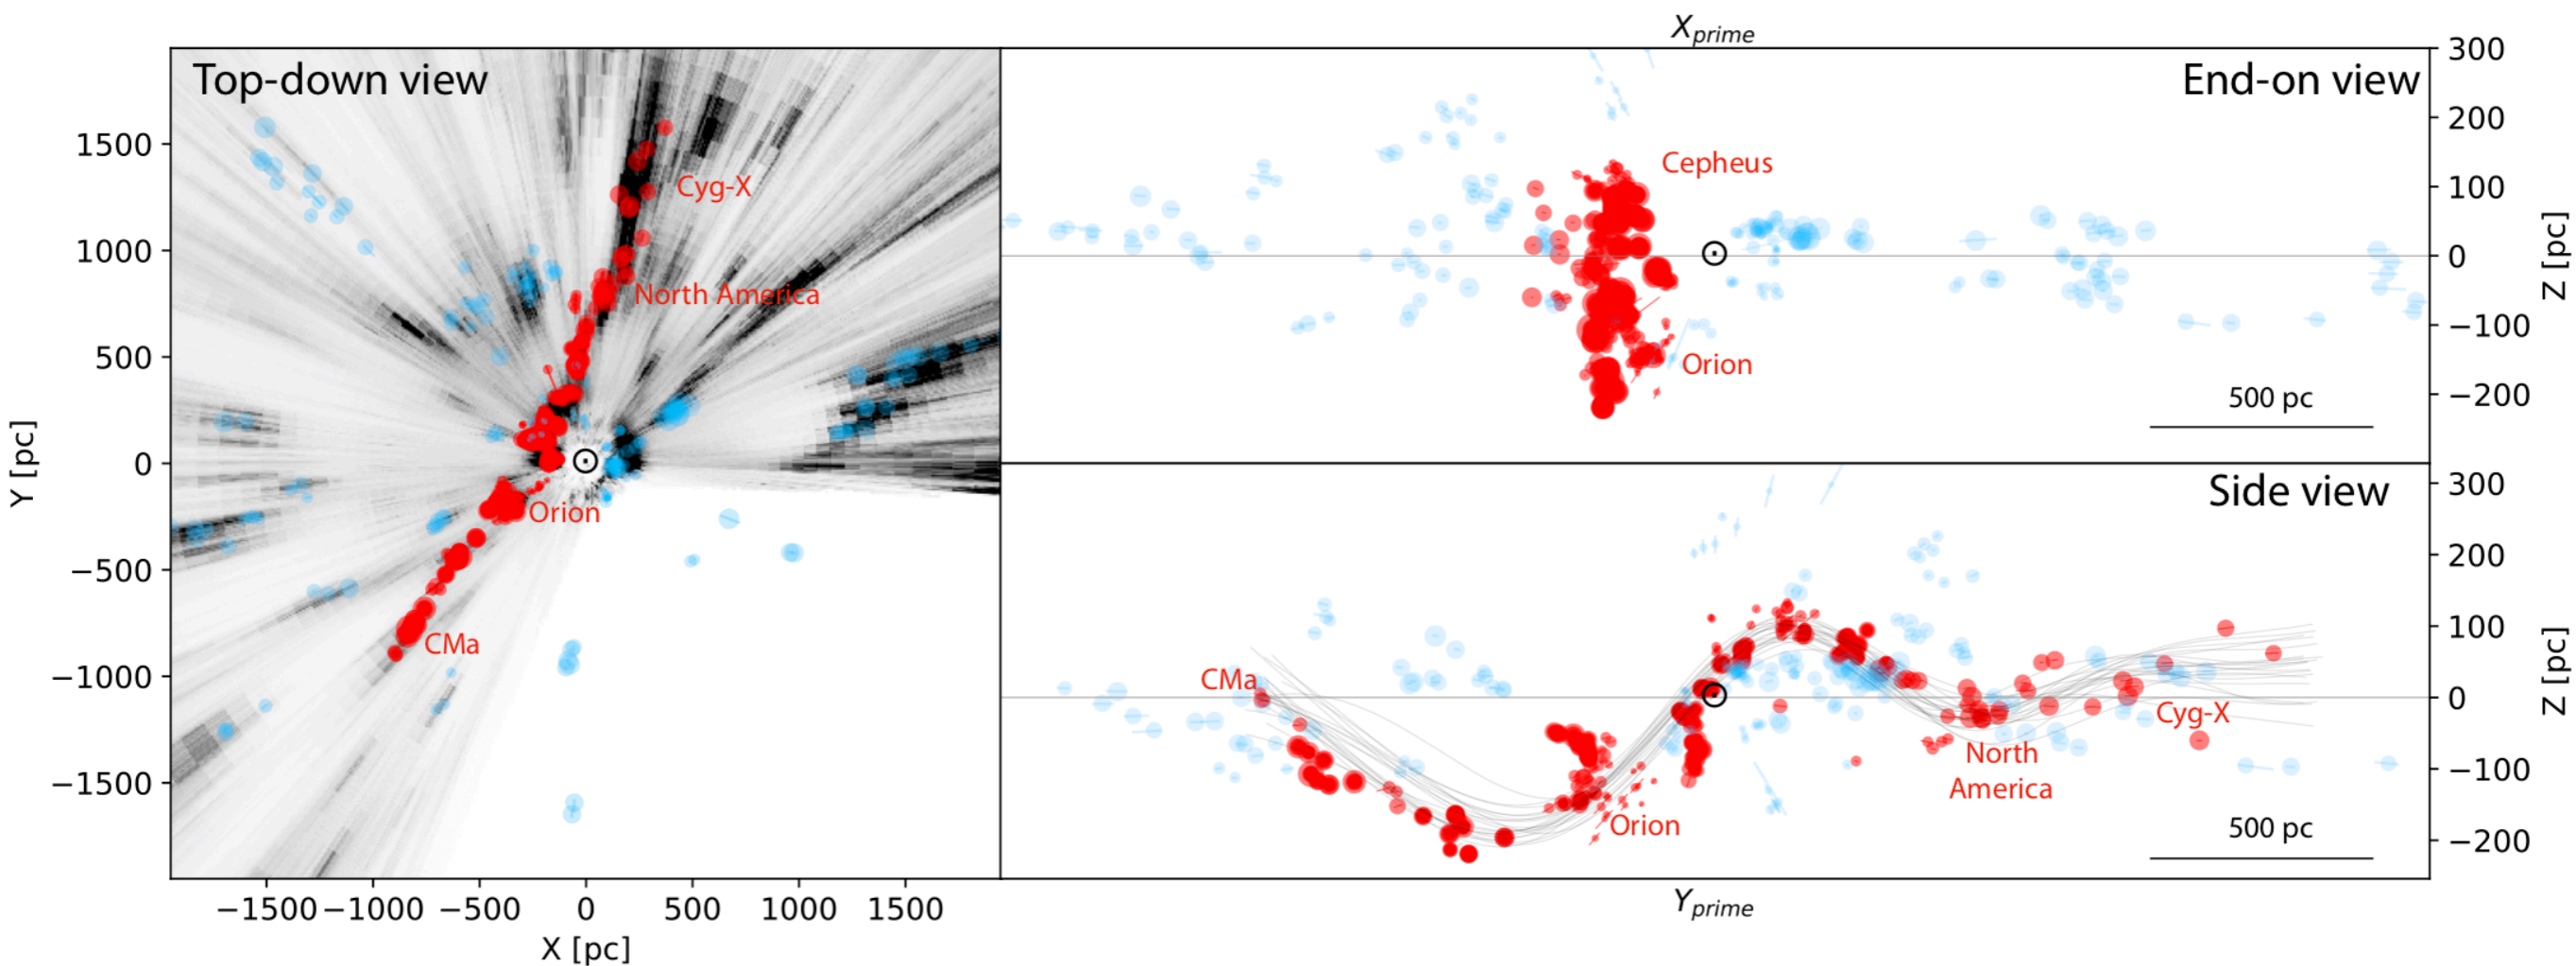 Top-down view
Cyg-X
North America
Orion
CMa
1500
1000
500
0
−500
−1000
−1500
Y [pc]
−1500
−1000
−500
0
500
1000
1500
X [pc]
X prime
End-on view
Cepheus
Orion
500 pc
300
200
100
0
−100
−200
Z [pc]
Side view
CMa
Orion
North
America
Cyg-X
500 pc
300
200
100
0
−100
−200
Z [pc]
Y prime